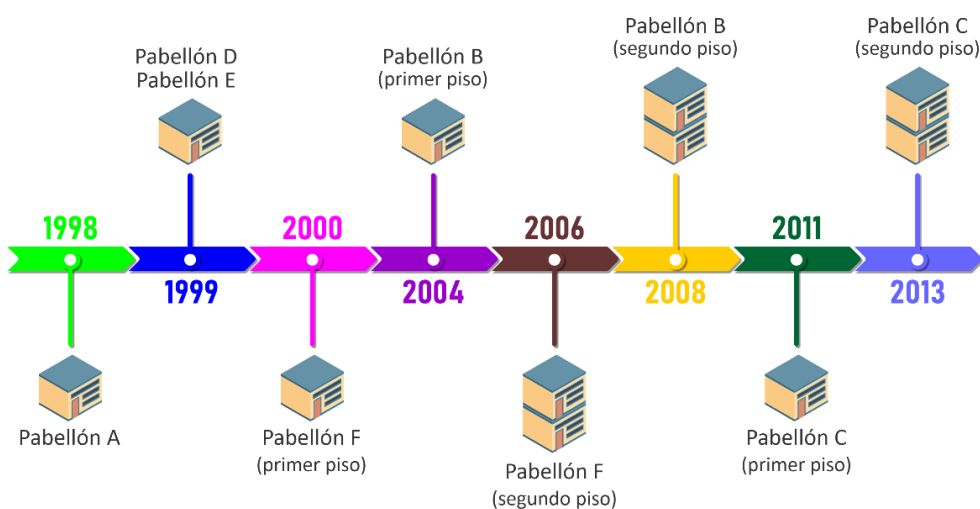 1998
Pabellón A
Pabellón D
Pabellón E
1999
2000
Pabellón F
(primer piso)
Pabellón B
(primer piso)
2004
2006
Pabellón F
(segundo piso)
Pabellón B
(segundo piso)
2008
2011
Pabellón C
(primer piso)
Pabellón C
(segundo piso)
2013